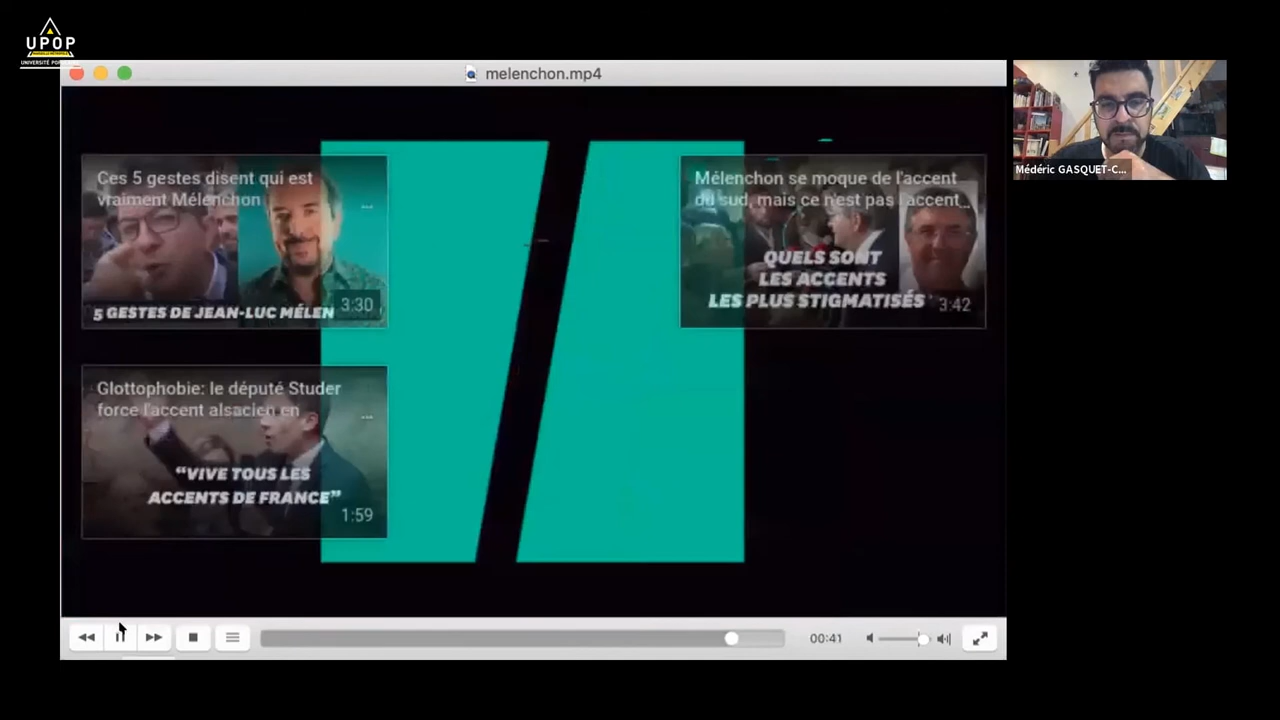 UPOP
melenchon.mp4
Médéric GASQUET-C...
Ces 5 gestes disent qui est
vraiment Mélenchon
5 GESTES DE JEAN-LUC MÉLEN
3:30
Mélenchon se moque de l'accent
du sud, mais ce n'est pas l'accent...
QUELS SONT
LES ACCENTS
LES PLUS STIGMATISÉS
3:42
Glottophobie: le député Studer
force l'accent alsacien en
"VIVE TOUS LES
ACCENTS DE FRANCE"
1:59
00:41